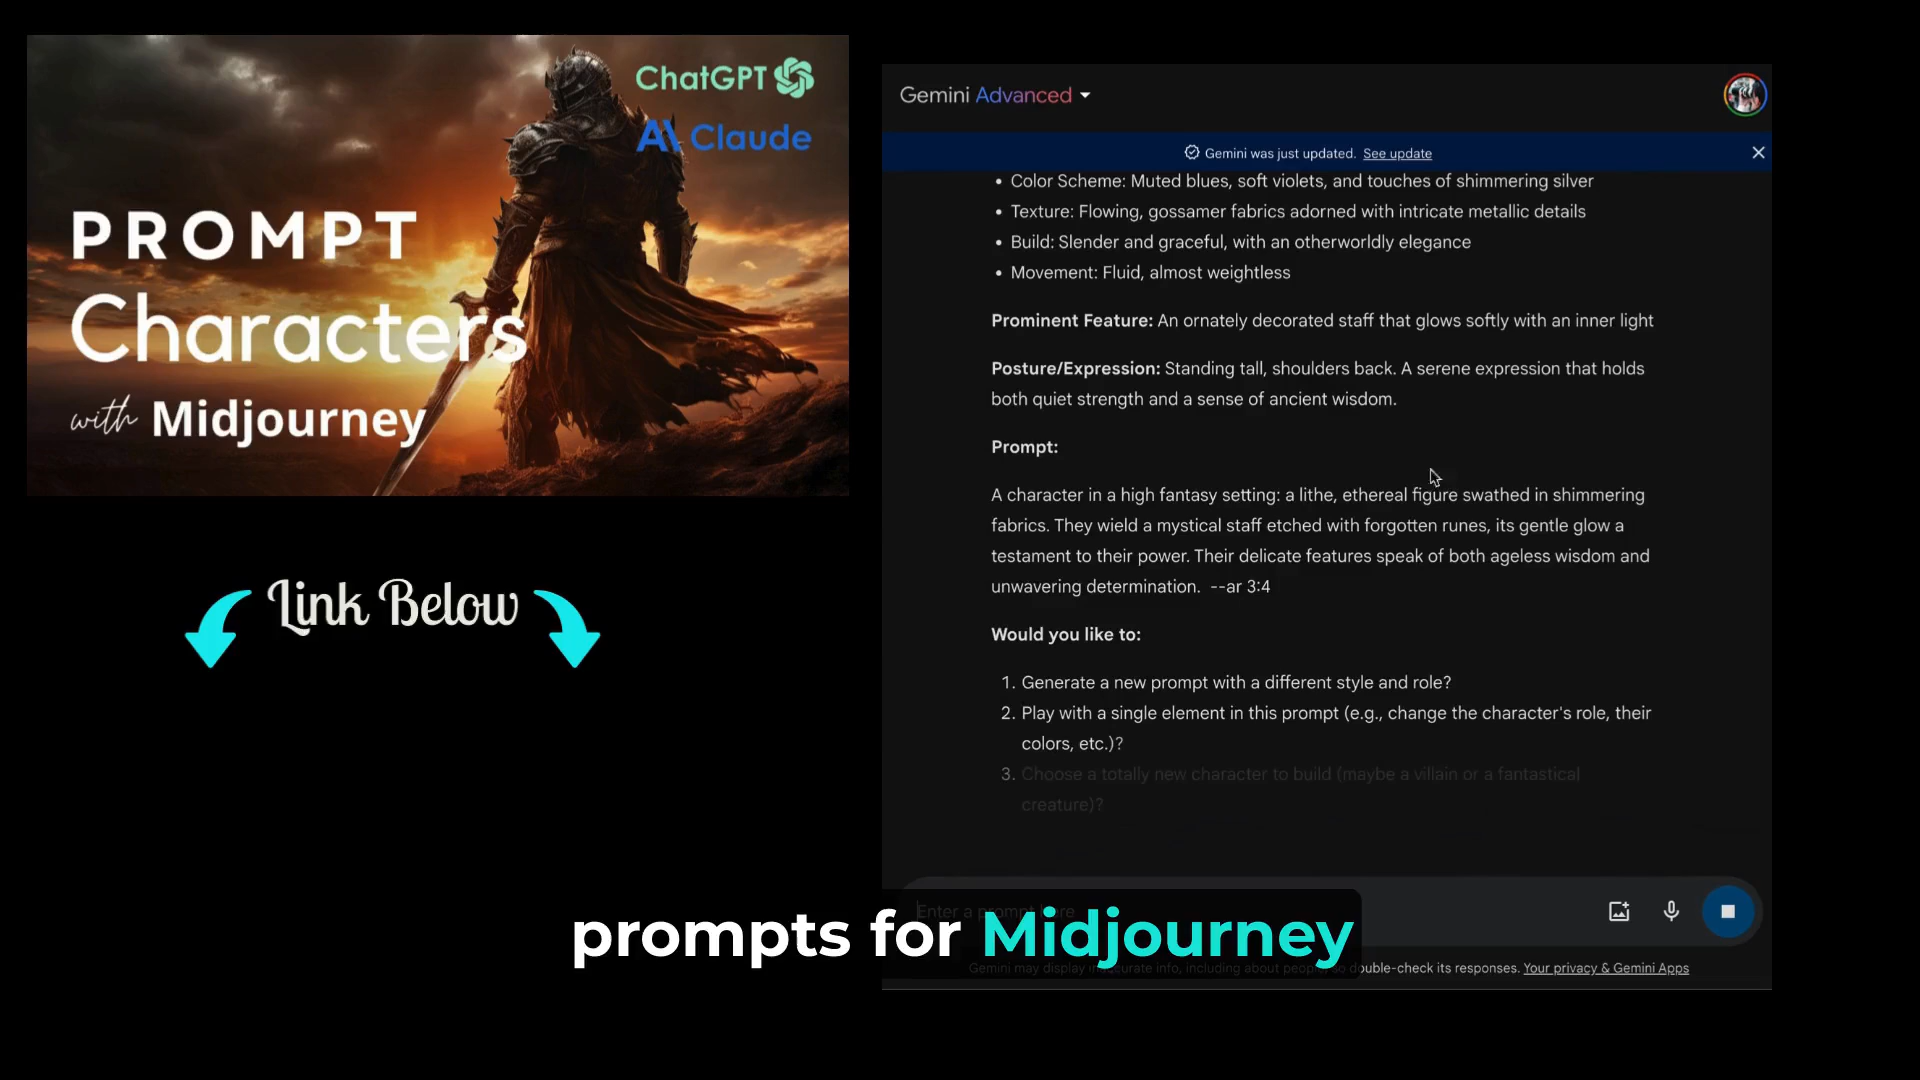 ChatGPT
Claude
PROMPT
Characters
with Midjourney
Link Below
Gemini Advanced
Gemini was just updated. See update
• Color Scheme: Muted blues, soft violets, and touches of shimmering silver
• Texture: Flowing, gossamer fabrics adorned with intricate metallic details
• Build: Slender and graceful, with an otherworldly elegance
• Movement: Fluid, almost weightless
Prominent Feature: An ornately decorated staff that glows softly with an inner light
Posture/Expression: Standing tall, shoulders back. A serene expression that holds
both quiet strength and a sense of ancient wisdom.
Prompt:
A character in a high fantasy setting: a lithe, ethereal figure swathed in shimmering
fabrics. They wield a mystical staff etched with forgotten runes, its gentle glow a
testament to their power. Their delicate features speak of both ageless wisdom and
unwavering determination. --ar 3:4
Would you like to:
1. Generate a new prompt with a different style and role?
2. Play with a single element in this prompt (e.g., change the character's role, their
colors, etc.)?
3. Choose a totally new character to build (maybe a villain or a fantastical
creature)?
Enter a prompt here
prompts for Midjourney
Gemini may display inaccurate info, including about people, so double-check its responses. Your privacy & Gemini Apps